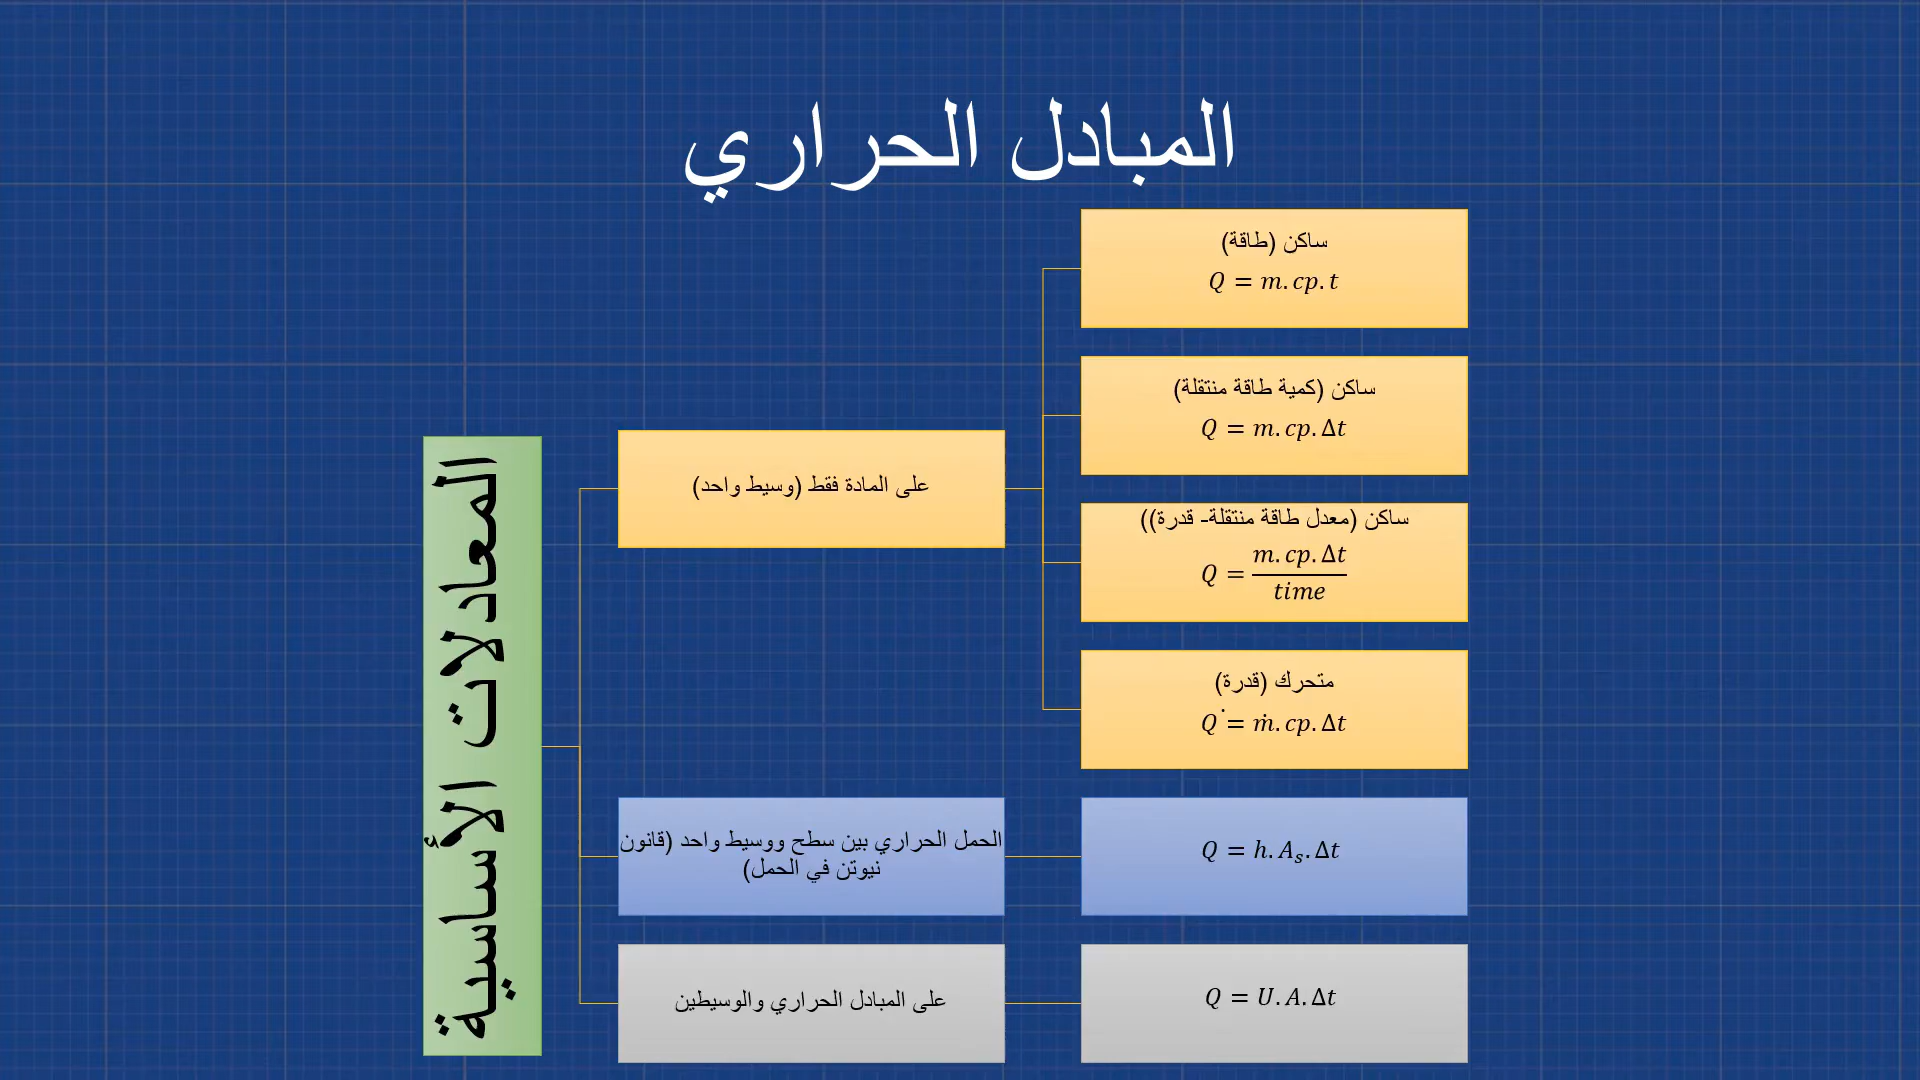 المبادل الحراري
المعادلات الأساسية
على المادة فقط (وسيط واحد)
ساكن (طاقة)
Q = m.cp.t
ساكن (كمية طاقة منتقلة)
Q = m.cp.Δt
ساكن (معدل طاقة منتقلة- قدرة))
Q = m.cp.Δt / time
متحرك (قدرة)
Q̇ = ṁ.cp.Δt
الحمل الحراري بين سطح ووسيط واحد (قانون
نيوتن في الحمل)
Q = h.Aₛ.Δt
على المبادل الحراري والوسيطين
Q = U.A.Δt